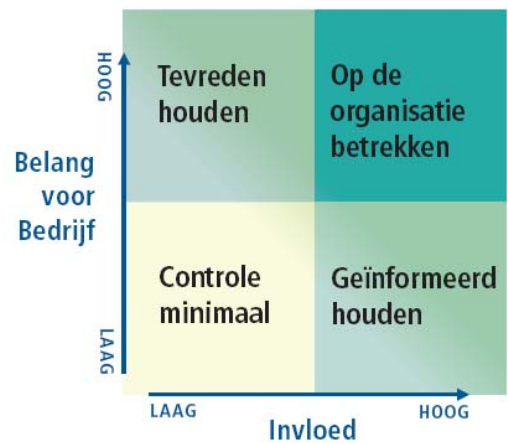 HOOG
Belang
voor
Bedrijf
LAAG
Tevreden
houden
Op de
organisatie
betrekken
Controle
minimaal
Geïnformeerd
houden
LAAG
HOOG
Invloed